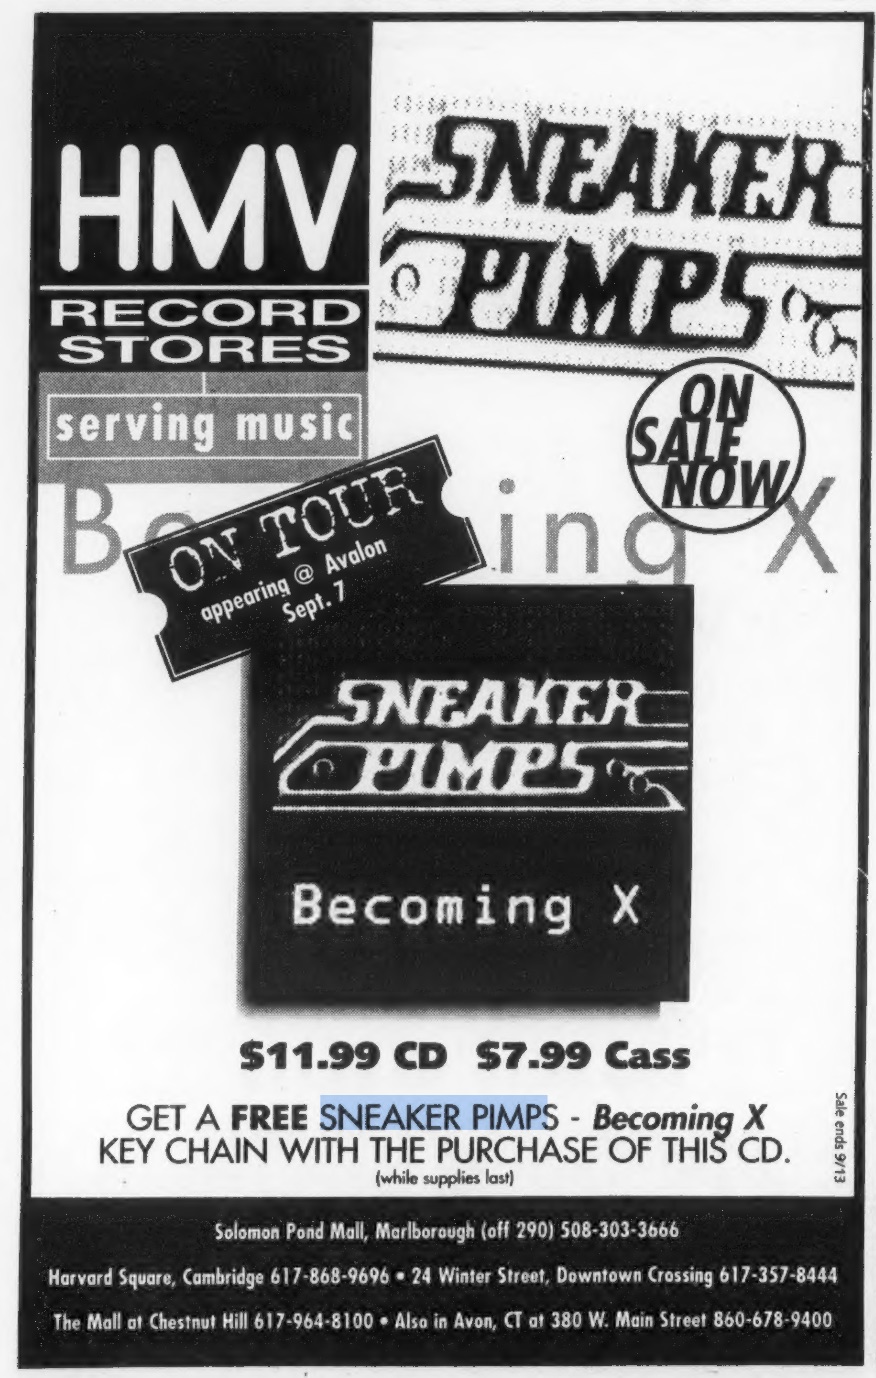 HMV
RECORD
STORES
serving music
SNEAKER
PIMPS
ON
SALE
NOW
Be ing X
ON TOUR
appearing @ Avalon
Sept. 7
SNEAKER
PIMPS
Becoming X
$11.99 CD $7.99 Cass
GET A FREE SNEAKER PIMPS - Becoming X
KEY CHAIN WITH THE PURCHASE OF THIS CD.
(while supplies last)
Sale ends 9/13
Solomon Pond Mall, Marlborough (off 290) 508-303-3666
Harvard Square, Cambridge 617-868-9696 • 24 Winter Street, Downtown Crossing 617-357-8444
The Mall at Chestnut Hill 617-964-8100 • Also in Avon, CT at 380 W. Main Street 860-678-9400